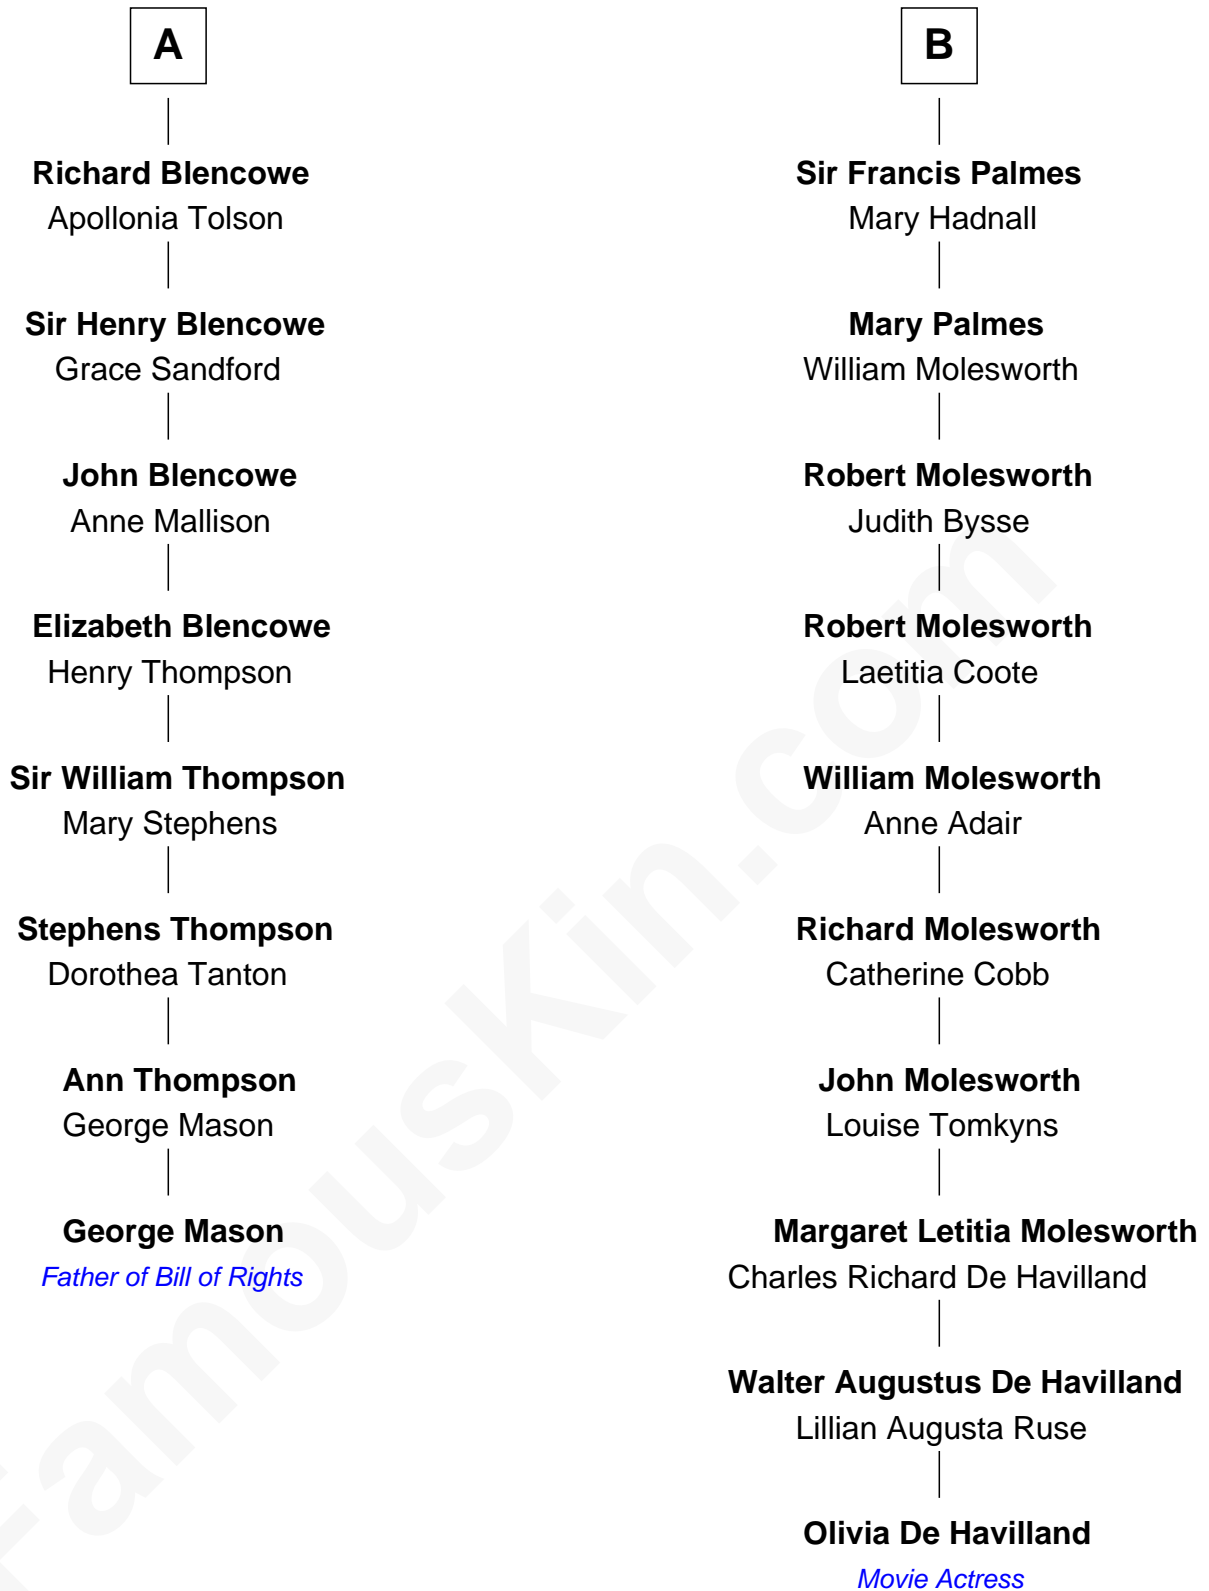 A
Richard Blencowe
Apollonia Tolson
Sir Henry Blencowe
Grace Sandford
John Blencowe
Anne Mallison
Elizabeth Blencowe
Henry Thompson
Sir William Thompson
Mary Stephens
Stephens Thompson
Dorothea Tanton
Ann Thompson
George Mason
George Mason
Father of Bill of Rights
B
Sir Francis Palmes
Mary Hadnall
Mary Palmes
William Molesworth
Robert Molesworth
Judith Bysse
Robert Molesworth
Laetitia Coote
William Molesworth
Anne Adair
Richard Molesworth
Catherine Cobb
John Molesworth
Louise Tomkyns
Margaret Letitia Molesworth
Charles Richard De Havilland
Walter Augustus De Havilland
Lillian Augusta Ruse
Olivia De Havilland
Movie Actress
FamousKin.com